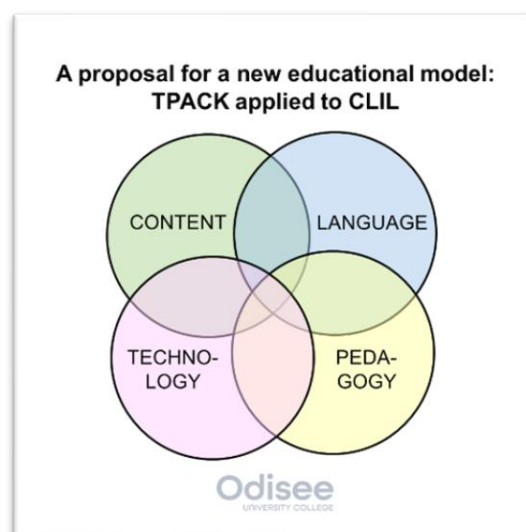 A proposal for a new educational model:
TPACK applied to CLIL
CONTENT
LANGUAGE
TECHNO-
LOGY
PEDA-
GOGY
Odisee
UNIVERSITY COLLEGE